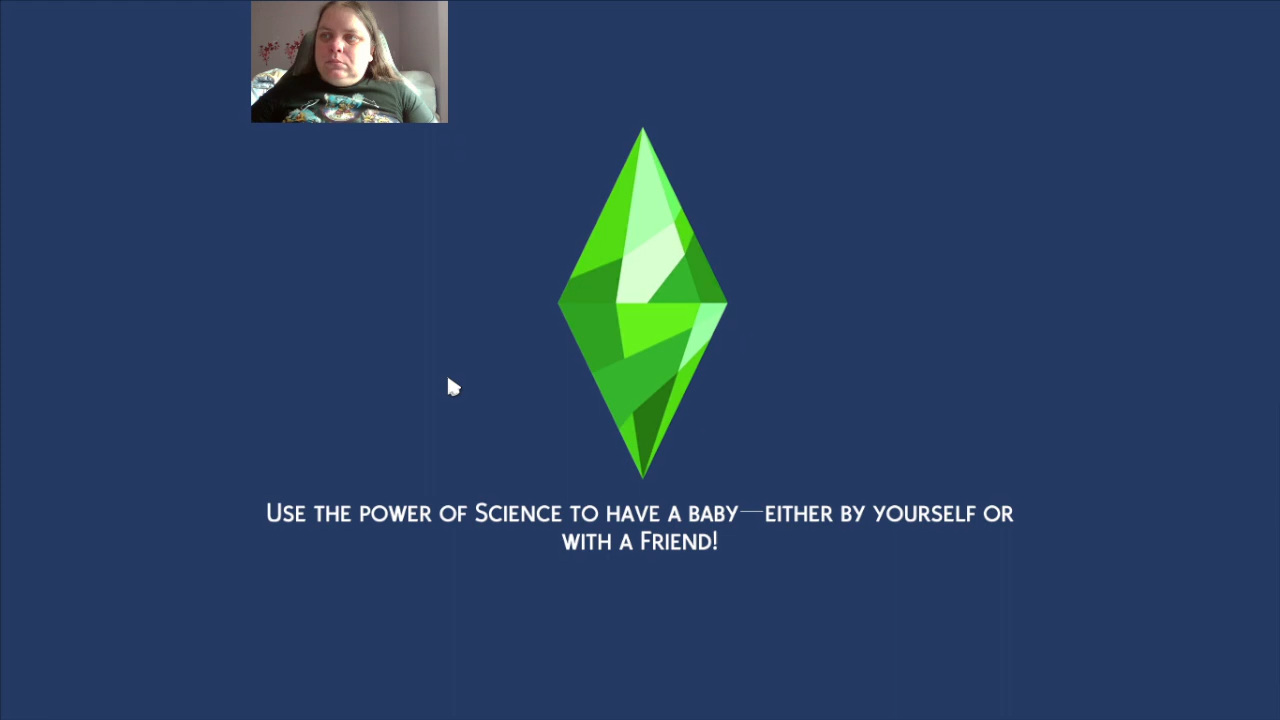 Use the power of Science to have a baby—either by yourself or
with a Friend!